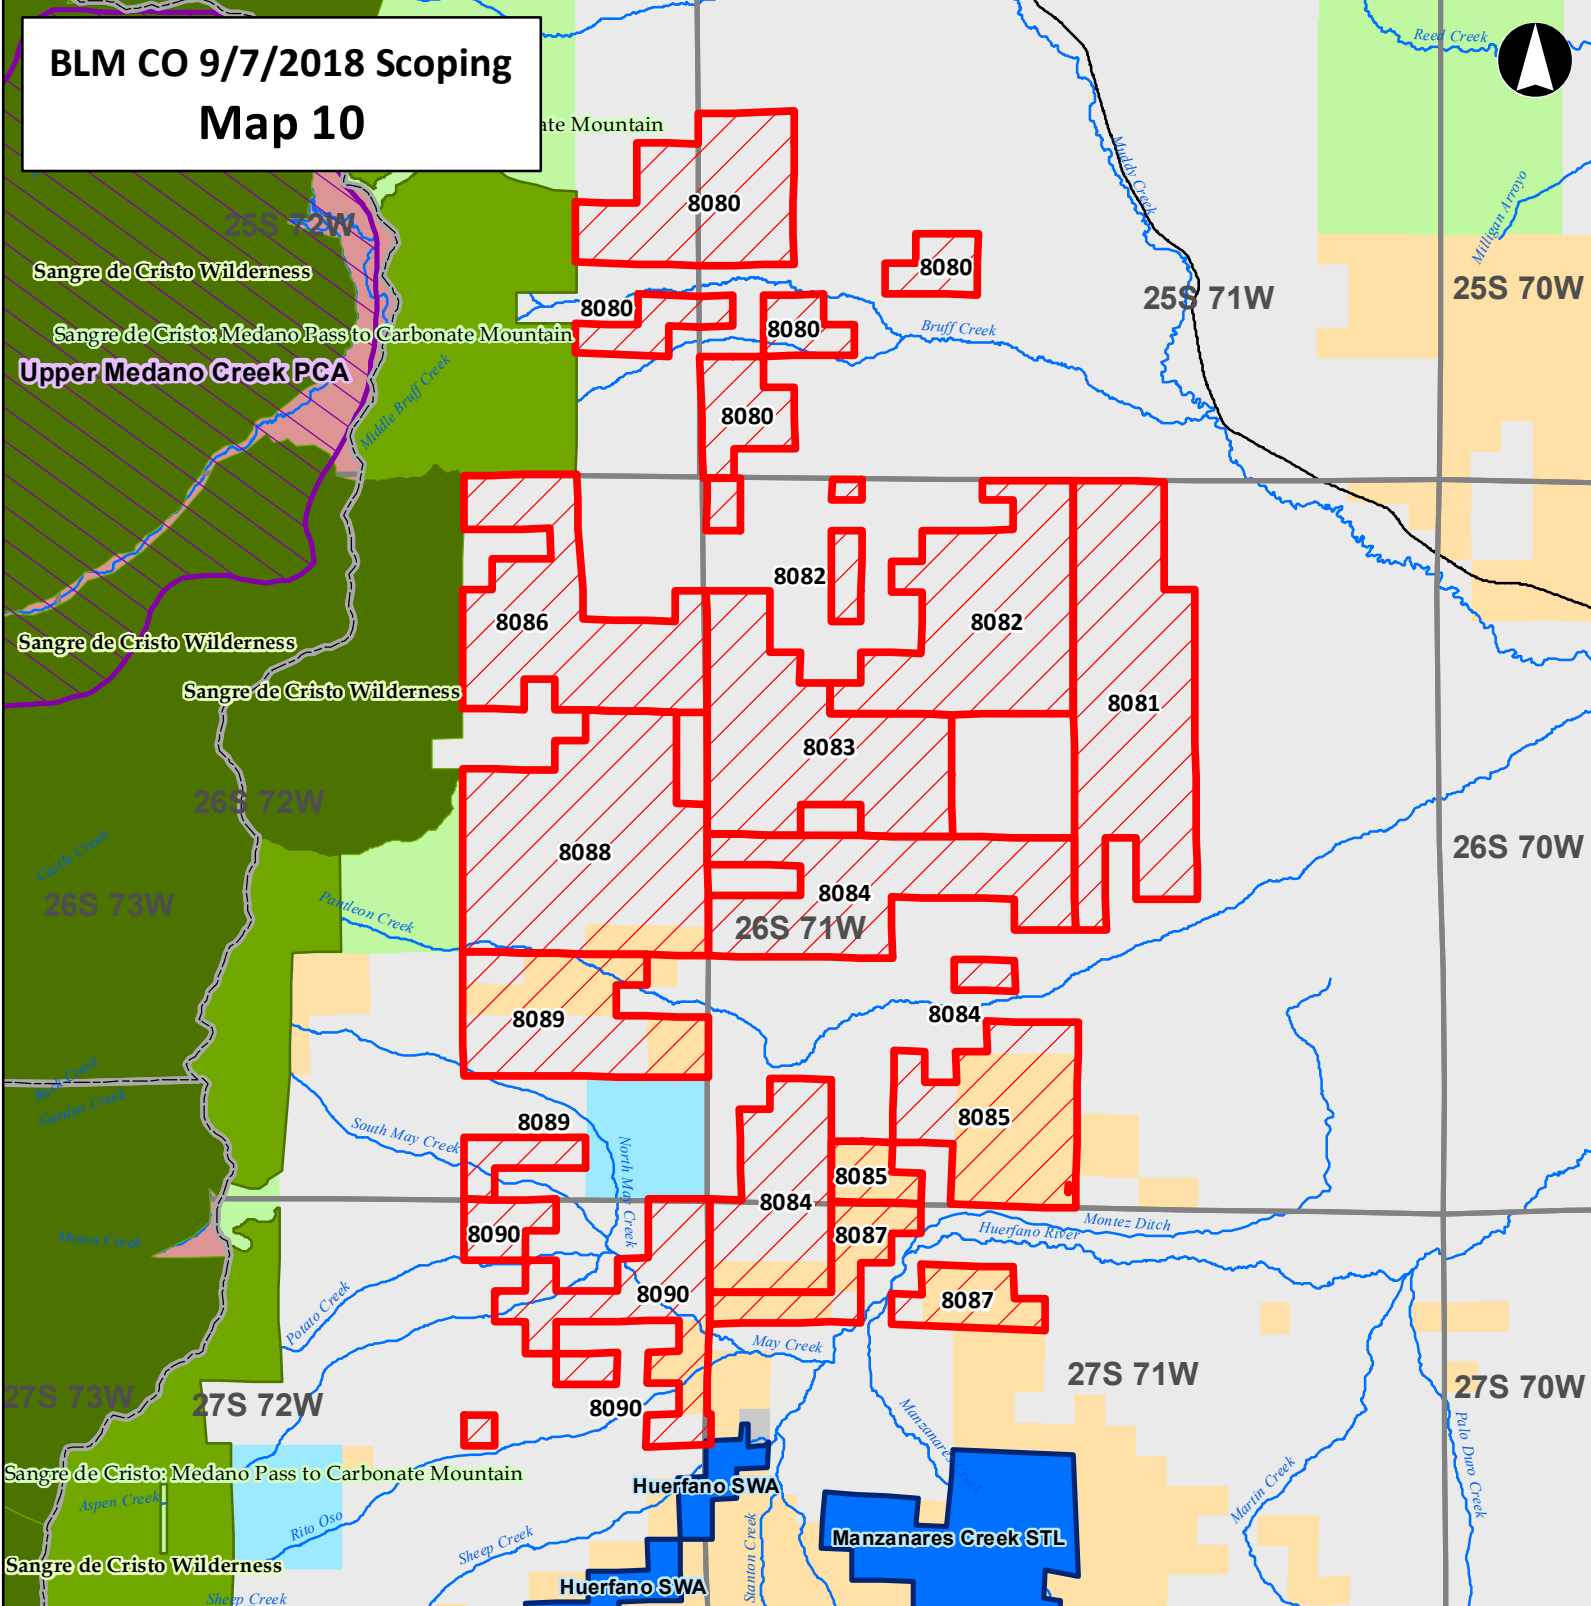 BLM CO 9/7/2018 Scoping
Map 10
ate Mountain
Reed Creek
Muddy Creek
Milligan Arroyo
25S 72W
8080
Sangre de Cristo Wilderness
8080
25S 71W
25S 70W
8080
8080
Bruff Creek
Sangre de Cristo: Medano Pass to Carbonate Mountain
Upper Medano Creek PCA
Middle Bruff Creek
8080
8082
8086
8082
Sangre de Cristo Wilderness
Sangre de Cristo Wilderness
8081
8083
26S 72W
Castle Creek
8088
26S 70W
26S 73W
8084
Pantleon Creek
26S 71W
8089
8084
Buck Creek
Garden Creek
8089
8085
South May Creek
North May Creek
8085
8084
8090
8087
Montez Ditch
Huerfano River
Mosca Creek
8090
8087
Potato Creek
May Creek
27S 73W
27S 72W
27S 71W
27S 70W
8090
Manzanares Creek
Palo Duro Creek
Sangre de Cristo: Medano Pass to Carbonate Mountain
Huerfano SWA
Martin Creek
Aspen Creek
Rito Oso
Manzanares Creek STL
Sheep Creek
Stanton Creek
Sangre de Cristo Wilderness
Huerfano SWA
Sheep Creek